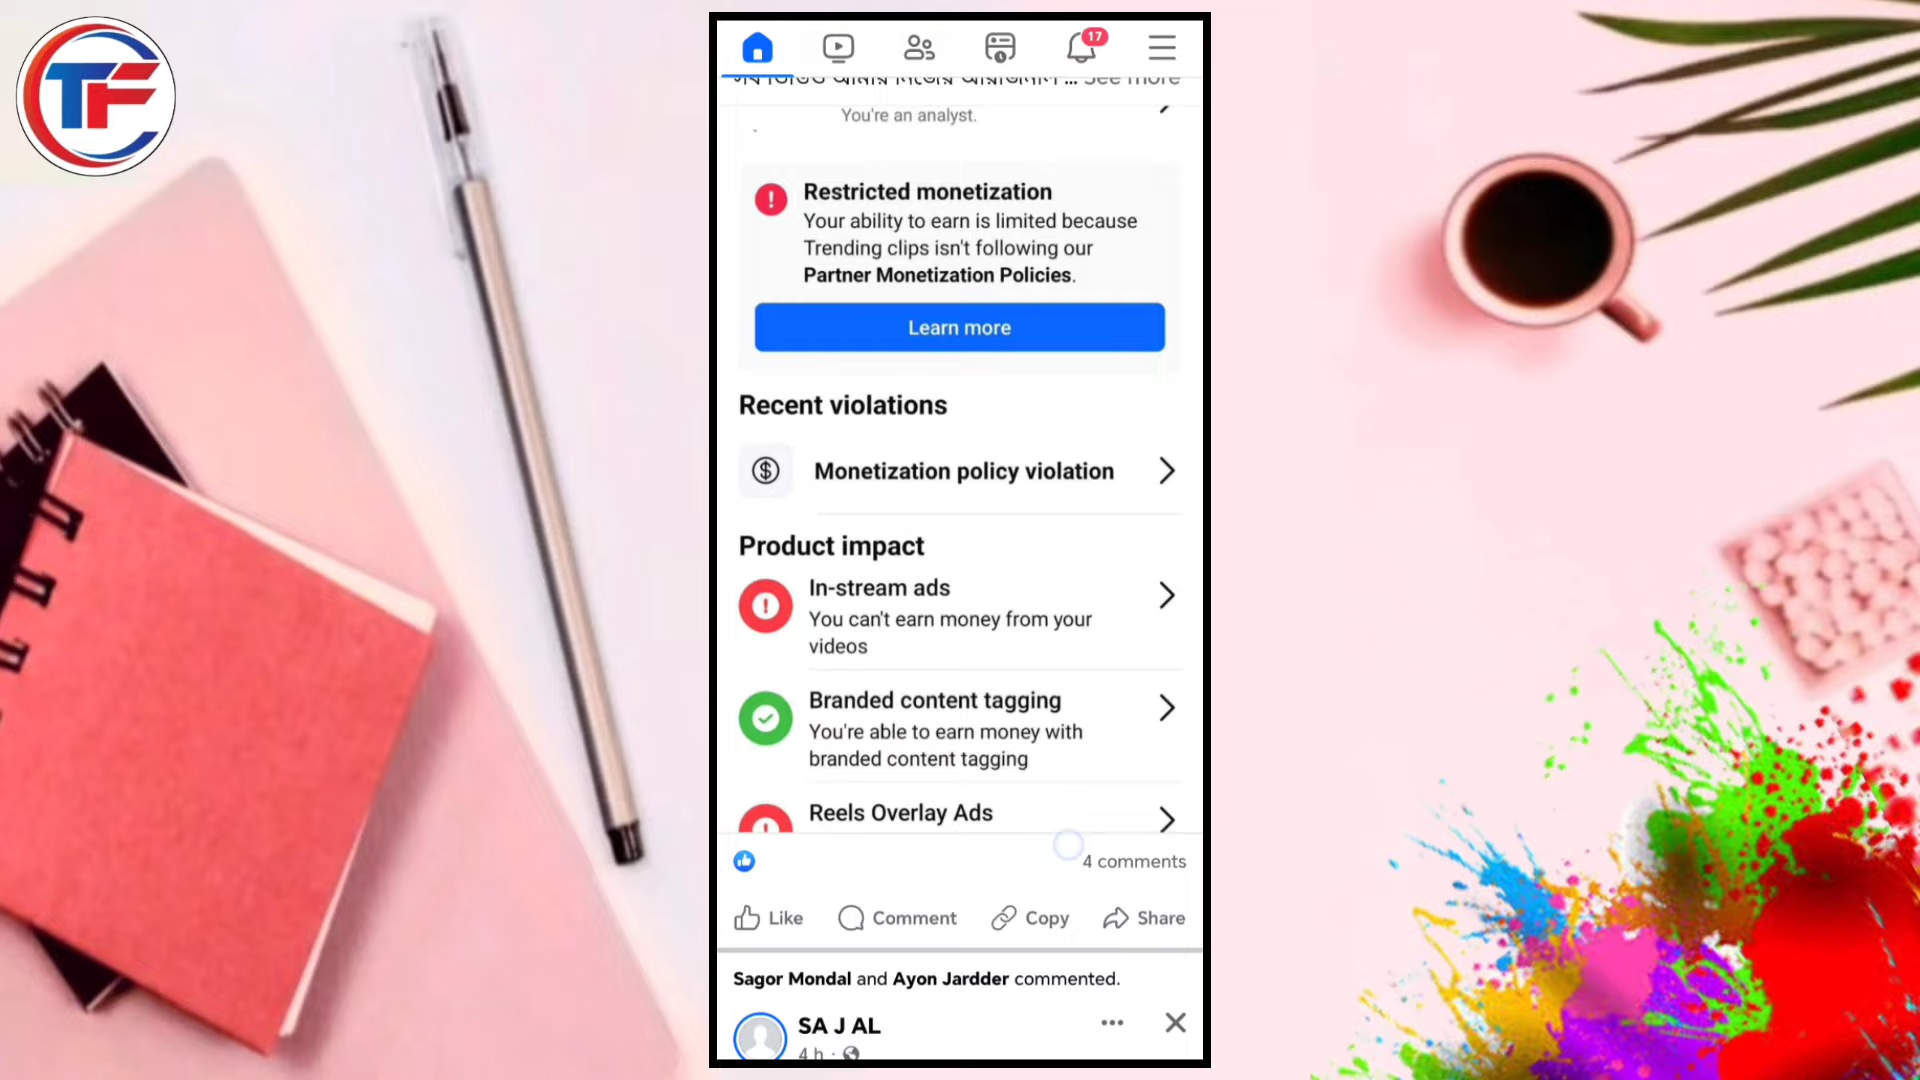 TF
17
... See more
You're an analyst.
Restricted monetization
Your ability to earn is limited because
Trending clips isn't following our
Partner Monetization Policies.
Learn more
Recent violations
Monetization policy violation
Product impact
In-stream ads
You can't earn money from your
videos
Branded content tagging
You're able to earn money with
branded content tagging
Reels Overlay Ads
4 comments
Like
Comment
Copy
Share
Sagor Mondal and Ayon Jardder commented.
SA J AL
4 h ·